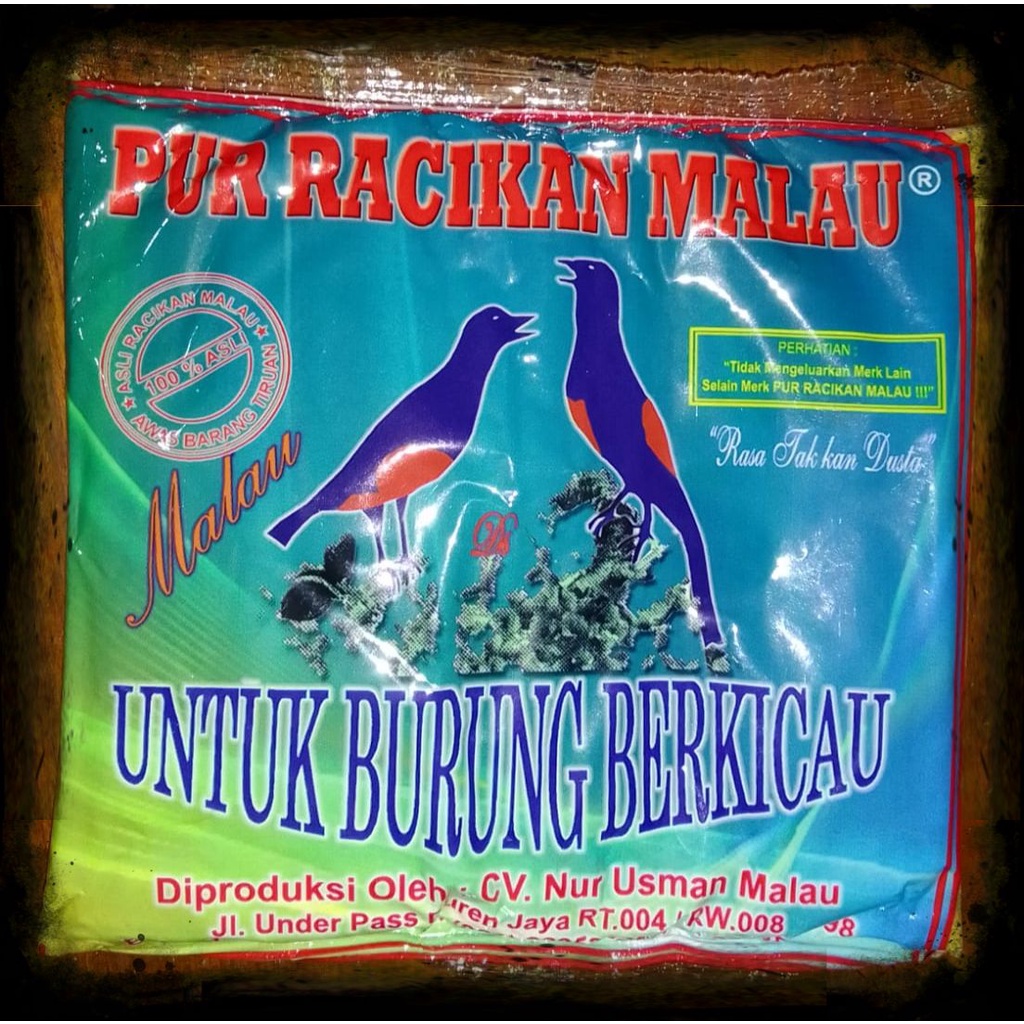 PUR RACIKAN MALAU ®
★ ASLI RACIKAN MALAU ★
100 % ASLI
AWAS BARANG TIRUAN
PERHATIAN :
"Tidak Mengeluarkan Merk Lain
Selain Merk PUR RACIKAN MALAU !!!"
"Rasa Tak kan Dusta"
Malau
UNTUK BURUNG BERKICAU
Diproduksi Oleh : CV. Nur Usman Malau
Jl. Under Pass Jaya RT.004 / RW.008